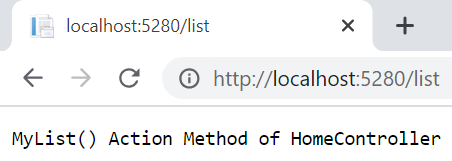 localhost:5280/list
http://localhost:5280/list
MyList() Action Method of HomeController